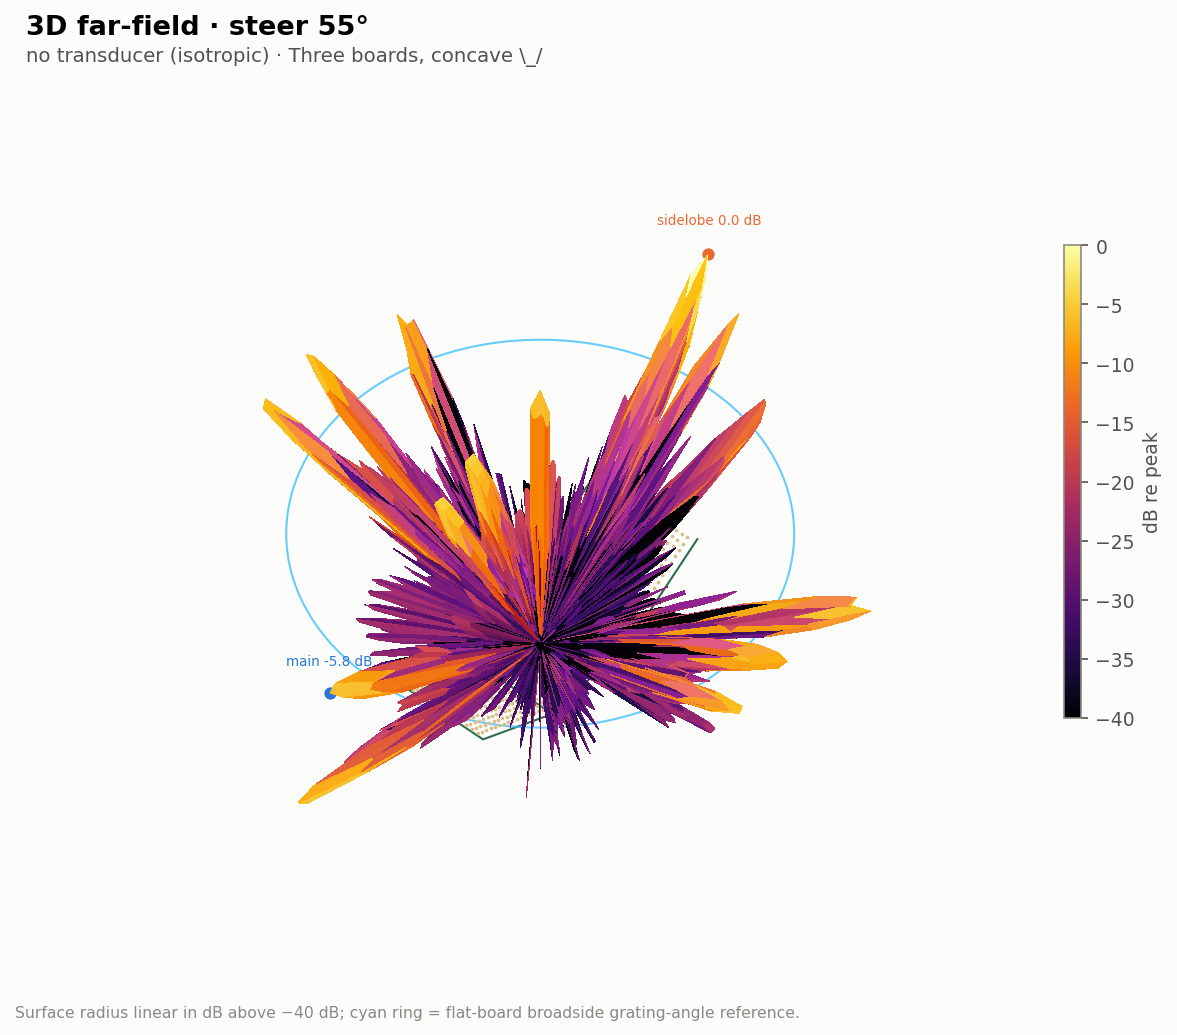 3D far-field · steer 55°
no transducer (isotropic) · Three boards, concave \_/
sidelobe 0.0 dB
main -5.8 dB
0
−5
−10
−15
−20
−25
−30
−35
−40
dB re peak
Surface radius linear in dB above −40 dB; cyan ring = flat-board broadside grating-angle reference.